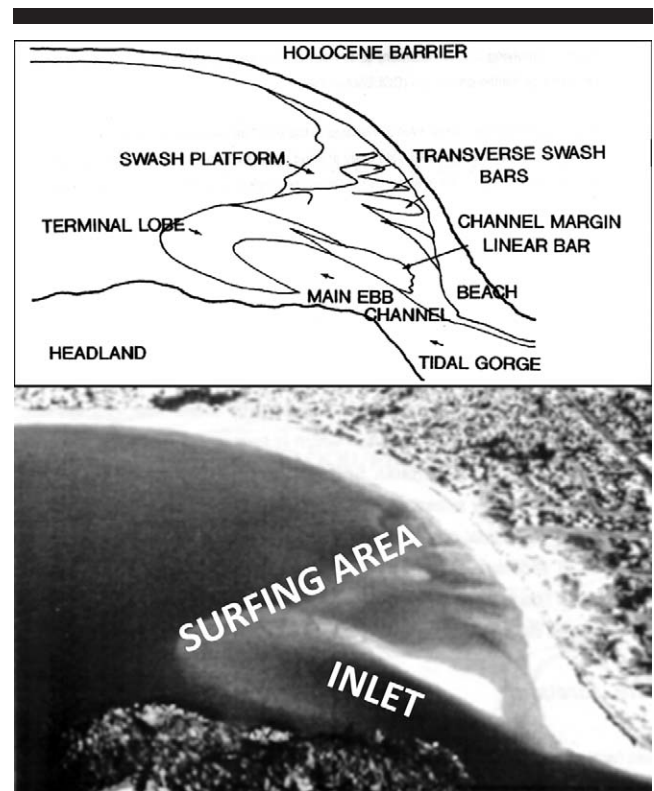 HOLOCENE BARRIER
SWASH PLATFORM
TRANSVERSE SWASH
BARS
TERMINAL LOBE
CHANNEL MARGIN
LINEAR BAR
MAIN EBB
CHANNEL
BEACH
HEADLAND
TIDAL GORGE
SURFING AREA
INLET